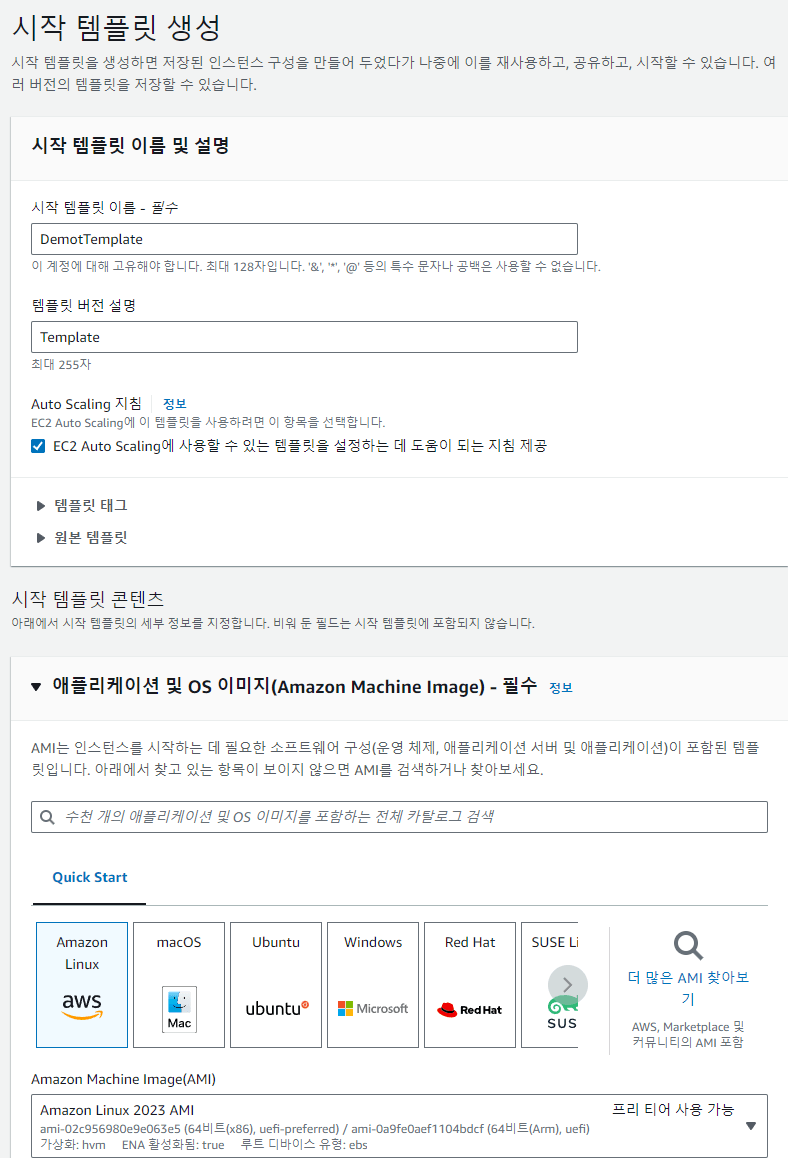 시작 템플릿 생성
시작 템플릿을 생성하면 저장된 인스턴스 구성을 만들어 두었다가 나중에 이를 재사용하고, 공유하고, 시작할 수 있습니다. 여
러 버전의 템플릿을 저장할 수 있습니다.
시작 템플릿 이름 및 설명
시작 템플릿 이름 - 필수
DemotTemplate
이 계정에 대해 고유해야 합니다. 최대 128자입니다. '&', '*', '@' 등의 특수 문자나 공백은 사용할 수 없습니다.
템플릿 버전 설명
Template
최대 255자
Auto Scaling 지침 정보
EC2 Auto Scaling에 이 템플릿을 사용하려면 이 항목을 선택합니다.
EC2 Auto Scaling에 사용할 수 있는 템플릿을 설정하는 데 도움이 되는 지침 제공
템플릿 태그
원본 템플릿
시작 템플릿 콘텐츠
아래에서 시작 템플릿의 세부 정보를 지정합니다. 비워 둔 필드는 시작 템플릿에 포함되지 않습니다.
애플리케이션 및 OS 이미지(Amazon Machine Image) - 필수 정보
AMI는 인스턴스를 시작하는 데 필요한 소프트웨어 구성(운영 체제, 애플리케이션 서버 및 애플리케이션)이 포함된 템플
릿입니다. 아래에서 찾고 있는 항목이 보이지 않으면 AMI를 검색하거나 찾아보세요.
수천 개의 애플리케이션 및 OS 이미지를 포함하는 전체 카탈로그 검색
Quick Start
Amazon
Linux
aws
macOS
Mac
Ubuntu
ubuntu
Windows
Microsoft
Red Hat
Red Hat
SUSE Li
SUS
더 많은 AMI 찾아보
기
AWS, Marketplace 및
커뮤니티의 AMI 포함
Amazon Machine Image(AMI)
Amazon Linux 2023 AMI 프리 티어 사용 가능
ami-02c956980e9e063e5 (64비트(x86), uefi-preferred) / ami-0a9fe0aef1104bdcf (64비트(Arm), uefi)
가상화: hvm ENA 활성화됨: true 루트 디바이스 유형: ebs